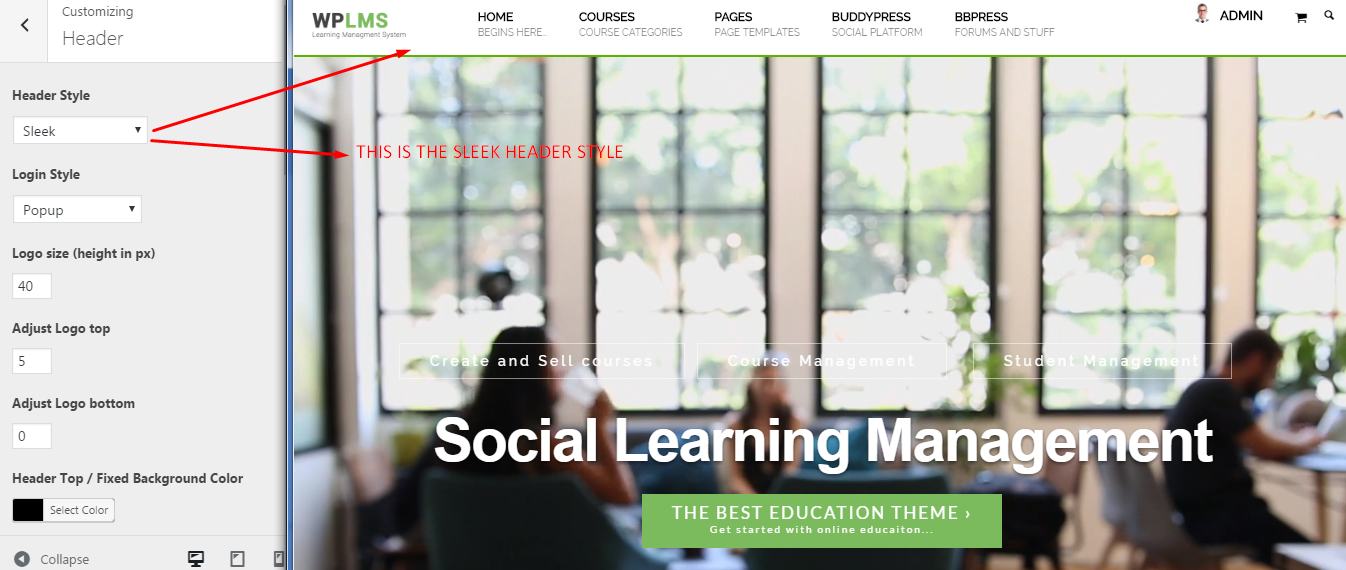 Customizing
Header
Header Style
Sleek
Login Style
Popup
Logo size (height in px)
40
Adjust Logo top
5
Adjust Logo bottom
0
Header Top / Fixed Background Color
Select Color
Collapse
WPLMS
Learning Managment System
HOME
BEGINS HERE..
COURSES
COURSE CATEGORIES
PAGES
PAGE TEMPLATES
BUDDYPRESS
SOCIAL PLATFORM
BBPRESS
FORUMS AND STUFF
ADMIN
THIS IS THE SLEEK HEADER STYLE
Create and Sell courses
Course Management
Student Management
Social Learning Management
THE BEST EDUCATION THEME ›
Get started with online educaiton...